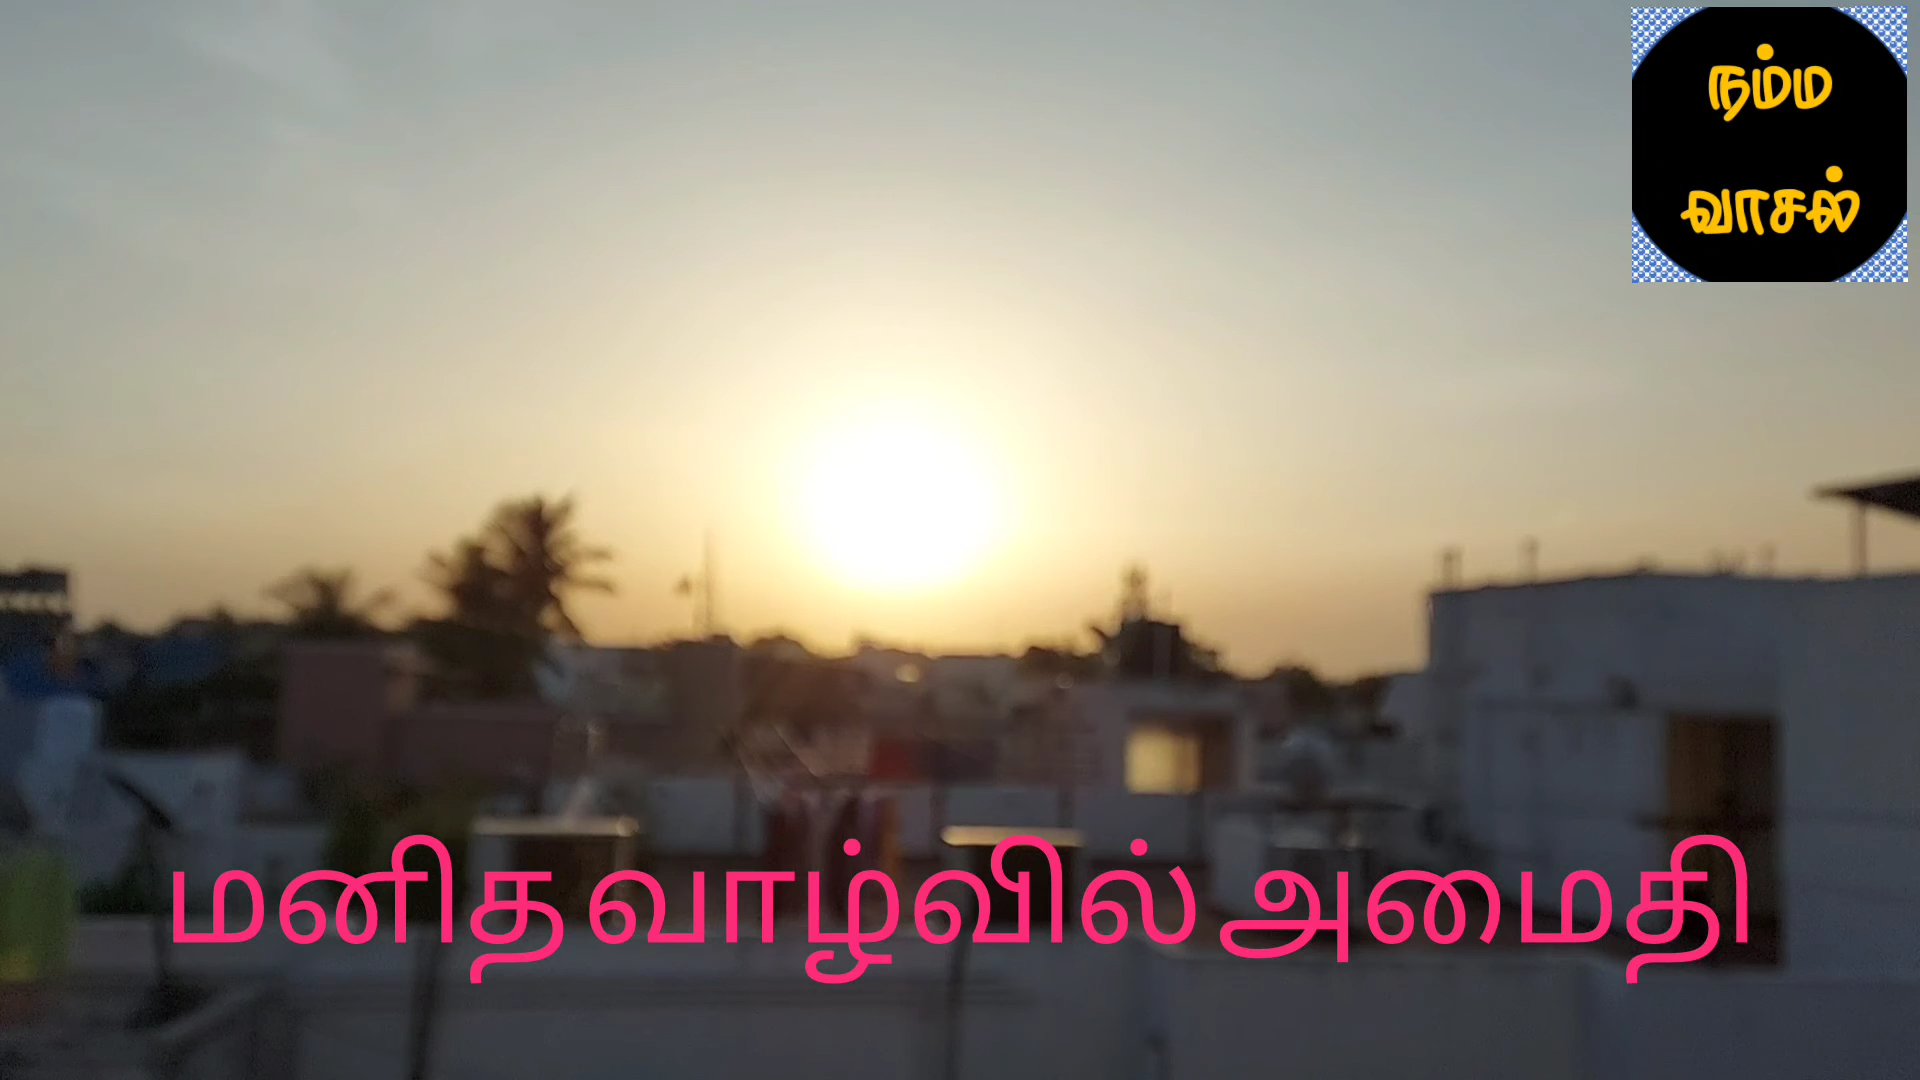 நம்ம
வாசல்
மனித வாழ்வில் அமைதி